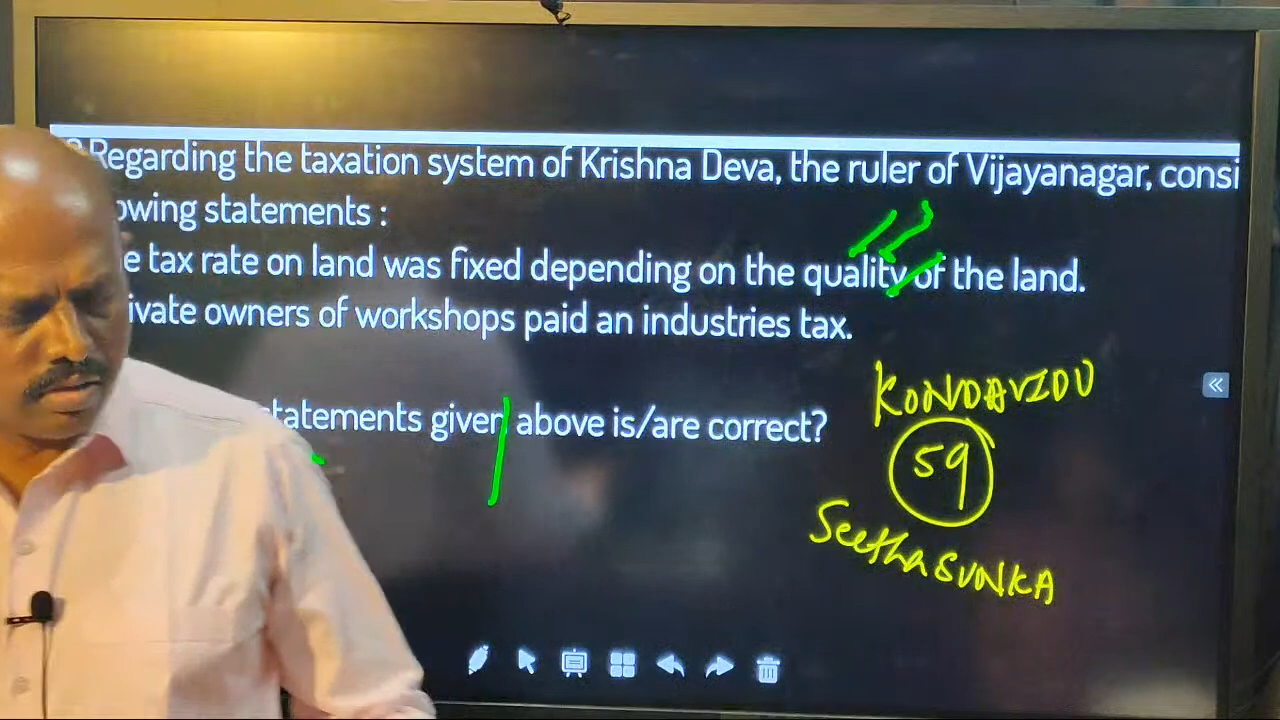 Regarding the taxation system of Krishna Deva, the ruler of Vijayanagar, consi
owing statements :
e tax rate on land was fixed depending on the quality of the land.
ivate owners of workshops paid an industries tax.
tatements given above is/are correct?
KONDAVIDU
59
SeethaSUNKA